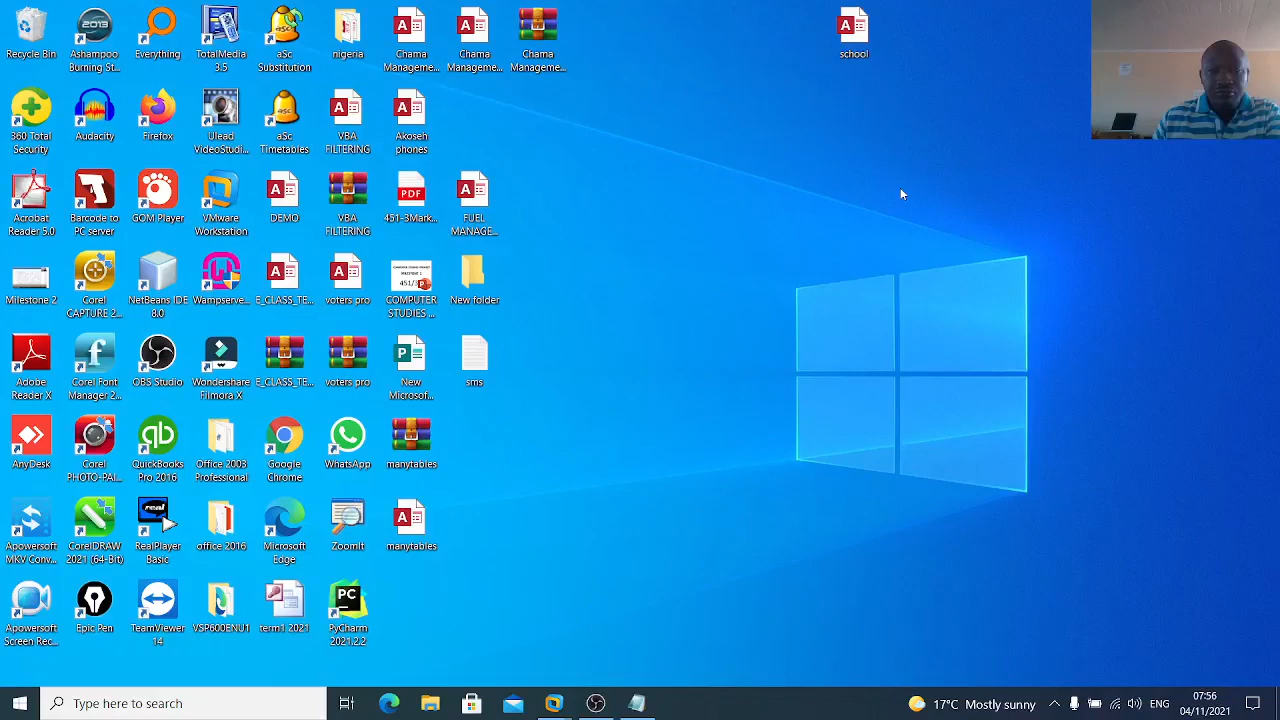 Recycle Bin
Ashampoo
Burning St...
Everything
TotalMedia
3.5
aSc
Substitution
nigeria
Chama
Manageme...
Chama
Manageme...
Chama
Manageme...
school
360 Total
Security
Audacity
Firefox
Ulead
VideoStudi...
aSc
Timetables
VBA
FILTERING
Akoseh
phones
Acrobat
Reader 5.0
Barcode to
PC server
GOM Player
VMware
Workstation
DEMO
VBA
FILTERING
451-3Mark...
FUEL
MANAGE...
Milestone 2
Corel
CAPTURE 2...
NetBeans IDE
8.0
Wampserve...
E_CLASS_TE...
voters pro
COMPUTER
STUDIES ...
New folder
Adobe
Reader X
Corel Font
Manager 2...
OBS Studio
Wondershare
Filmora X
E_CLASS_TE...
voters pro
New
Microsof...
sms
AnyDesk
Corel
PHOTO-PAI...
QuickBooks
Pro 2016
Office 2003
Professional
Google
Chrome
WhatsApp
manytables
Apowersoft
MKV Conv...
CorelDRAW
2021 (64-Bit)
RealPlayer
Basic
office 2016
Microsoft
Edge
ZoomIt
manytables
Apowersoft
Screen Rec...
Epic Pen
TeamViewer
14
VSP600ENU1
term1 2021
PyCharm
2021.2.2
Type here to search
17°C Mostly sunny
ENG
07:56
04/11/2021